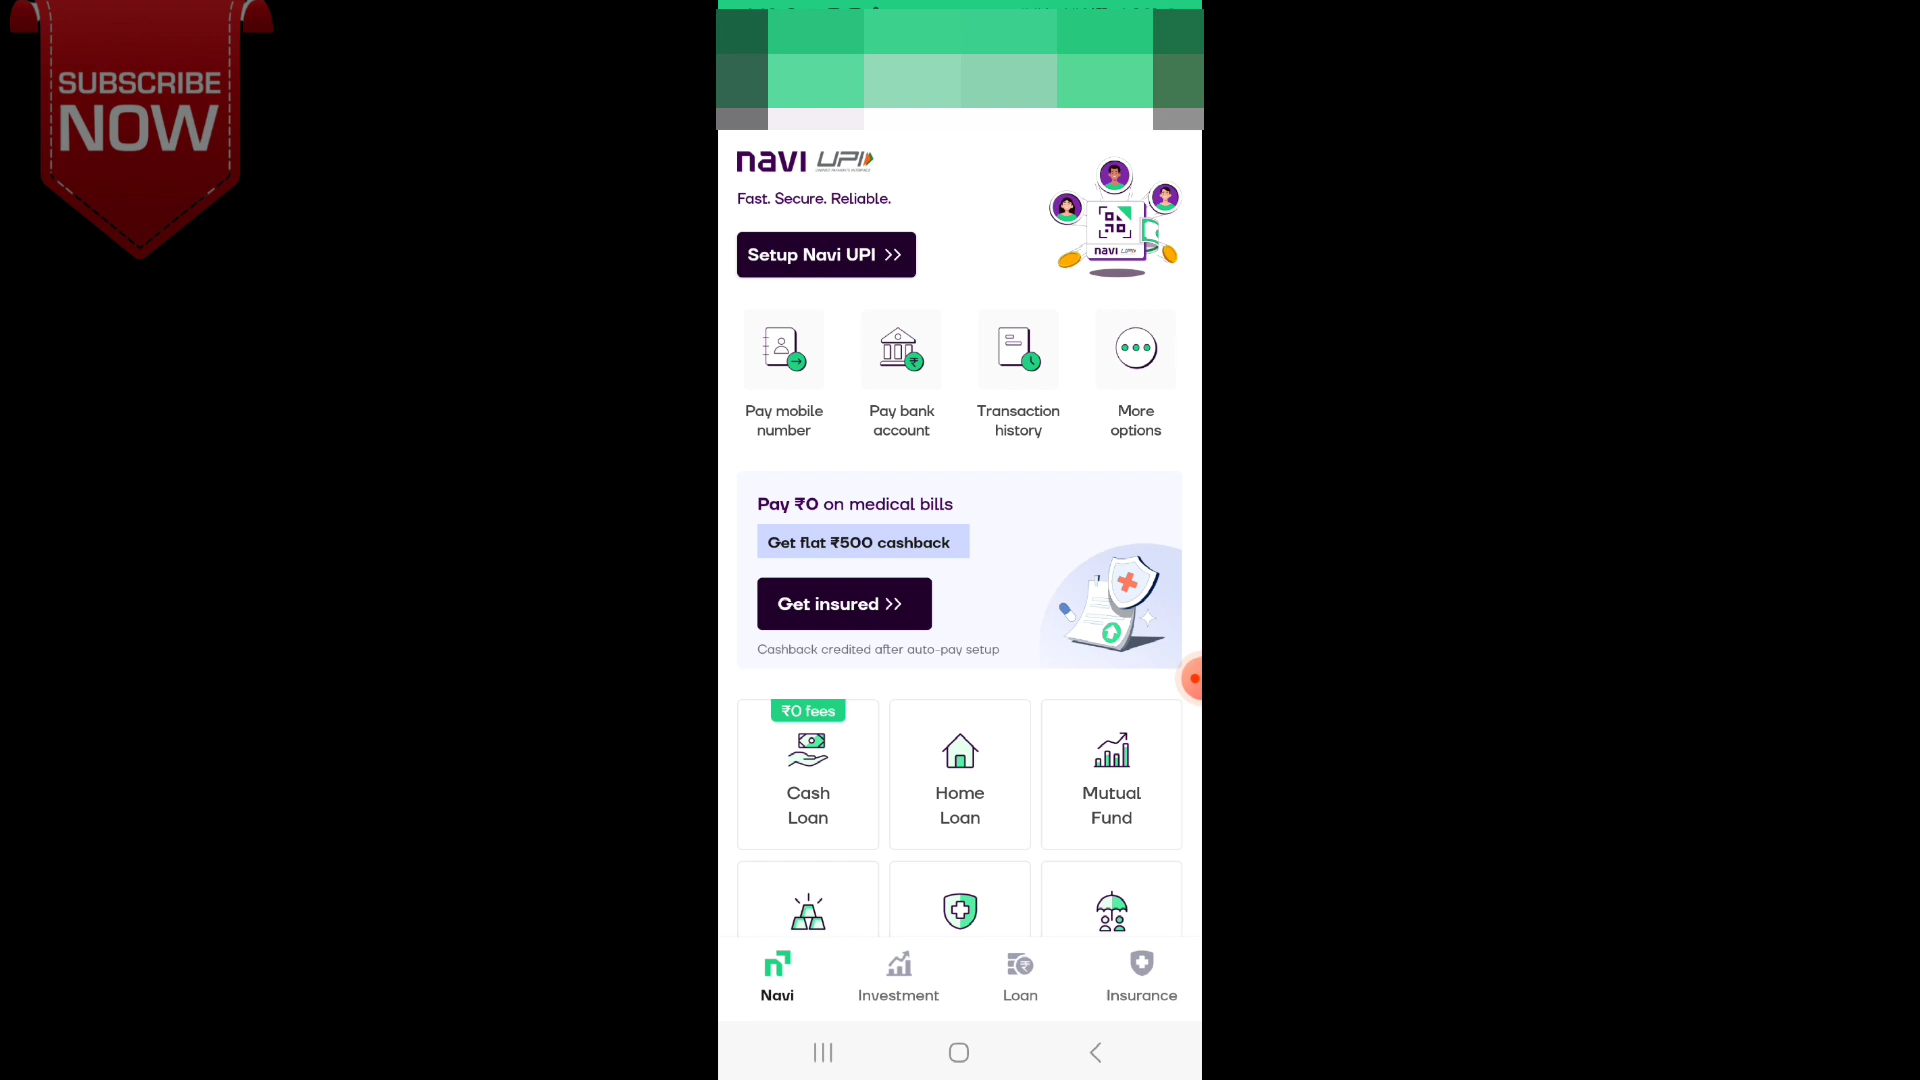 SUBSCRIBE
NOW
navi UPI
Fast. Secure. Reliable.
Setup Navi UPI >>
navi UPI
Pay mobile
number
Pay bank
account
Transaction
history
More
options
Pay ₹0 on medical bills
Get flat ₹500 cashback
Get insured >>
Cashback credited after auto-pay setup
₹0 fees
Cash
Loan
Home
Loan
Mutual
Fund
Navi
Investment
Loan
Insurance